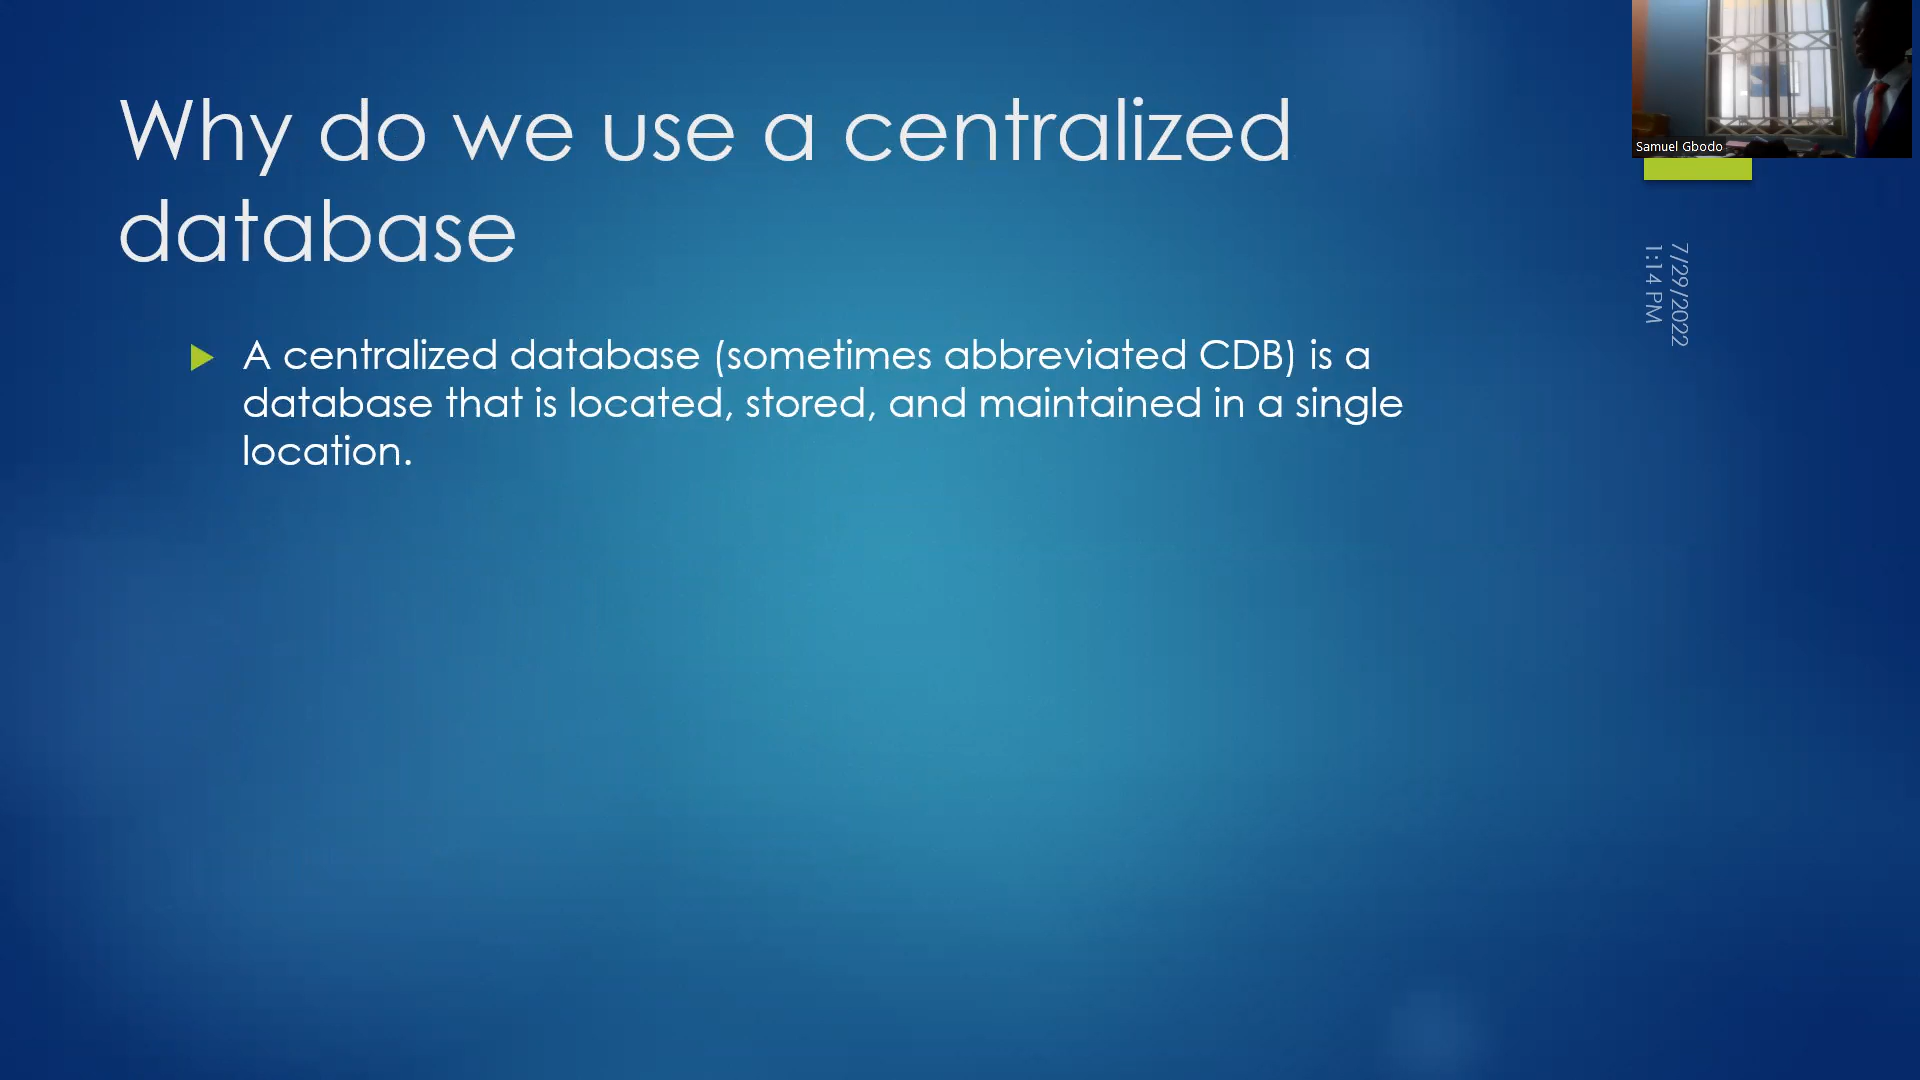 Why do we use a centralized
database
A centralized database (sometimes abbreviated CDB) is a
database that is located, stored, and maintained in a single
location.
Samuel Gbodo
7/29/2022
1:14 PM